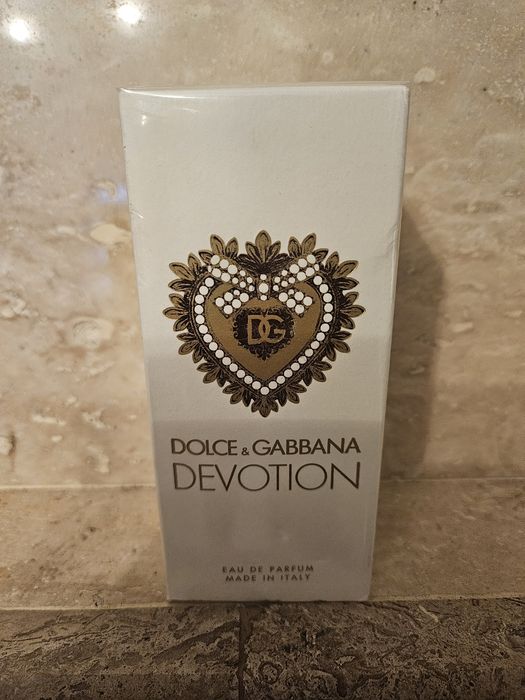 DG
DOLCE & GABBANA
DEVOTION
EAU DE PARFUM
MADE IN ITALY